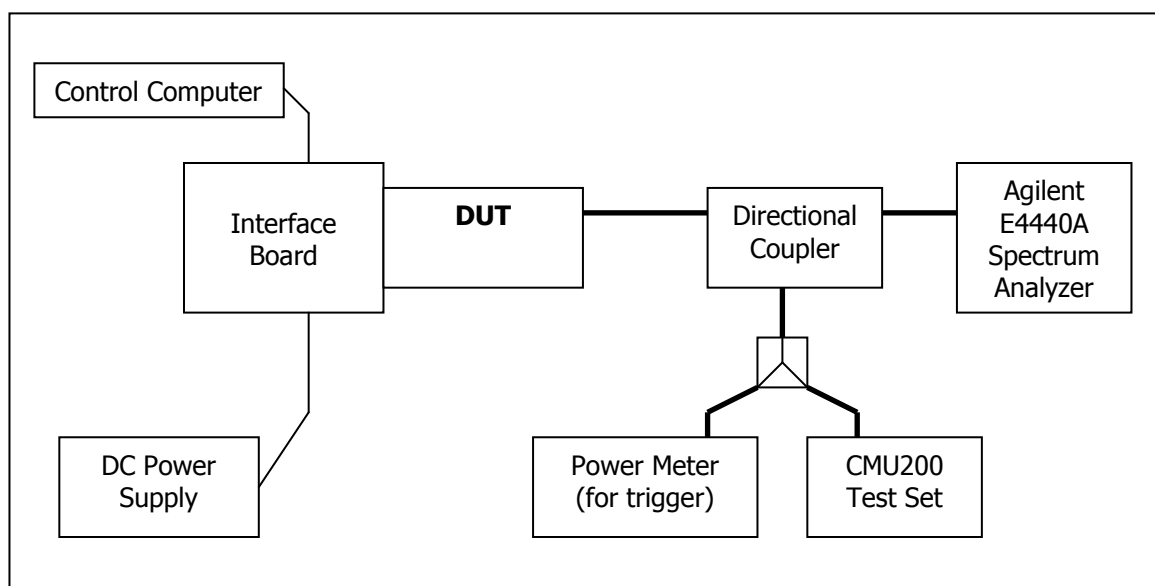 Control Computer
Interface
Board
DUT
Directional
Coupler
Agilent
E4440A
Spectrum
Analyzer
DC Power
Supply
Power Meter
(for trigger)
CMU200
Test Set